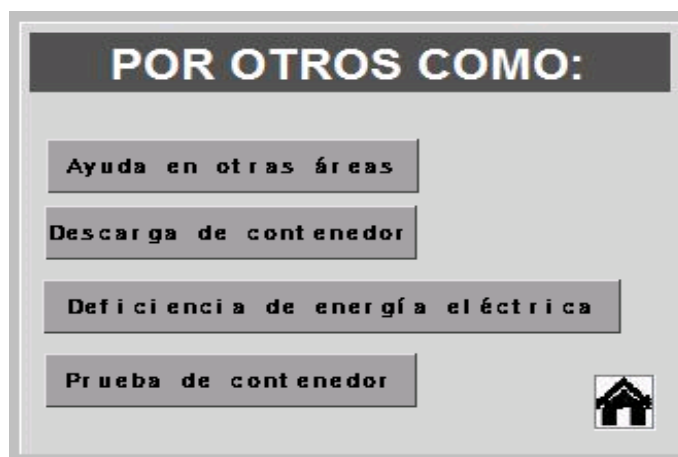 POR OTROS COMO:
Ayuda en otras áreas
Descarga de contenedor
Deficiencia de energía eléctrica
Prueba de contenedor